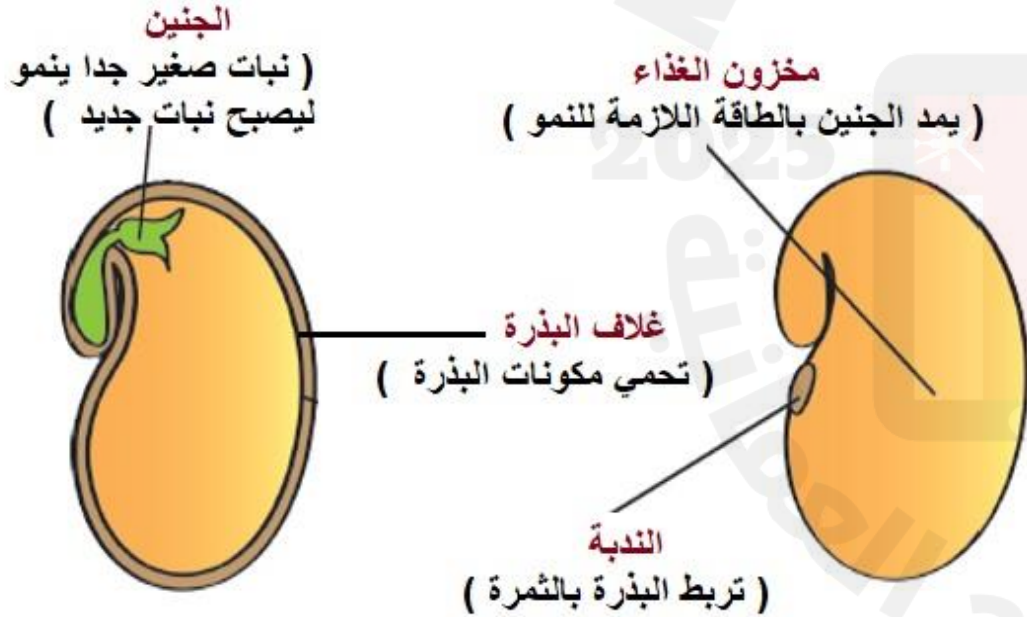 الجنين
( نبات صغير جدا ينمو
ليصبح نبات جديد )
مخزون الغذاء
( يمد الجنين بالطاقة اللازمة للنمو )
2025
غلاف البذرة
( تحمي مكونات البذرة )
الندبة
( تربط البذرة بالثمرة )